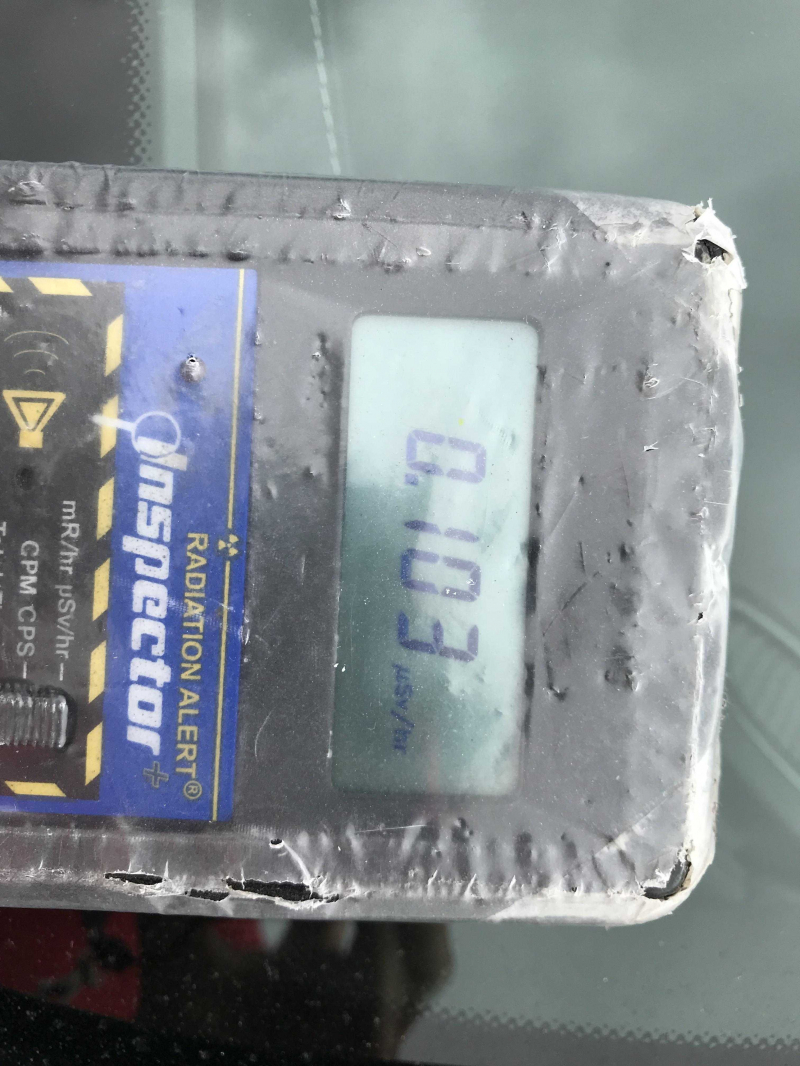 0.103
µSv/hr
RADIATION ALERT®
Inspector+
mR/hr µSv/hr
CPM CPS